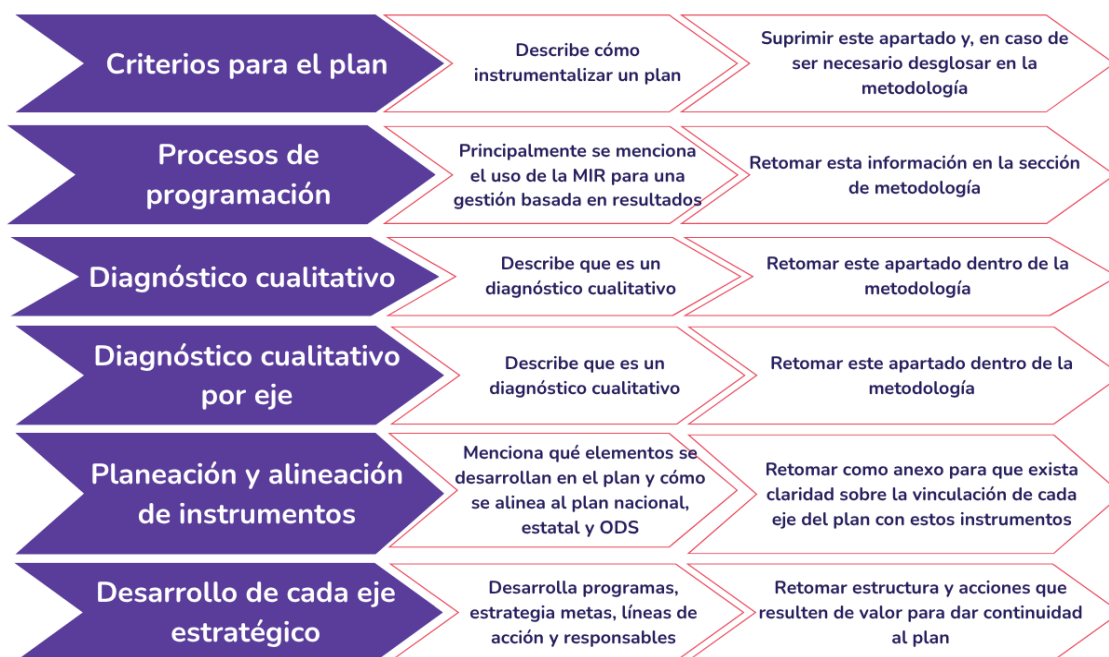 Criterios para el plan
Describe cómo
instrumentalizar un plan
Suprimir este apartado y, en caso de
ser necesario desglosar en la
metodología
Procesos de
programación
Principalmente se menciona
el uso de la MIR para una
gestión basada en resultados
Retomar esta información en la sección
de metodología
Diagnóstico cualitativo
Describe que es un
diagnóstico cualitativo
Retomar este apartado dentro de la
metodología
Diagnóstico cualitativo
por eje
Describe que es un
diagnóstico cualitativo
Retomar este apartado dentro de la
metodología
Planeación y alineación
de instrumentos
Menciona qué elementos se
desarrollan en el plan y cómo
se alinea al plan nacional,
estatal y ODS
Retomar como anexo para que exista
claridad sobre la vinculación de cada
eje del plan con estos instrumentos
Desarrollo de cada eje
estratégico
Desarrolla programas,
estrategia metas, líneas de
acción y responsables
Retomar estructura y acciones que
resulten de valor para dar continuidad
al plan